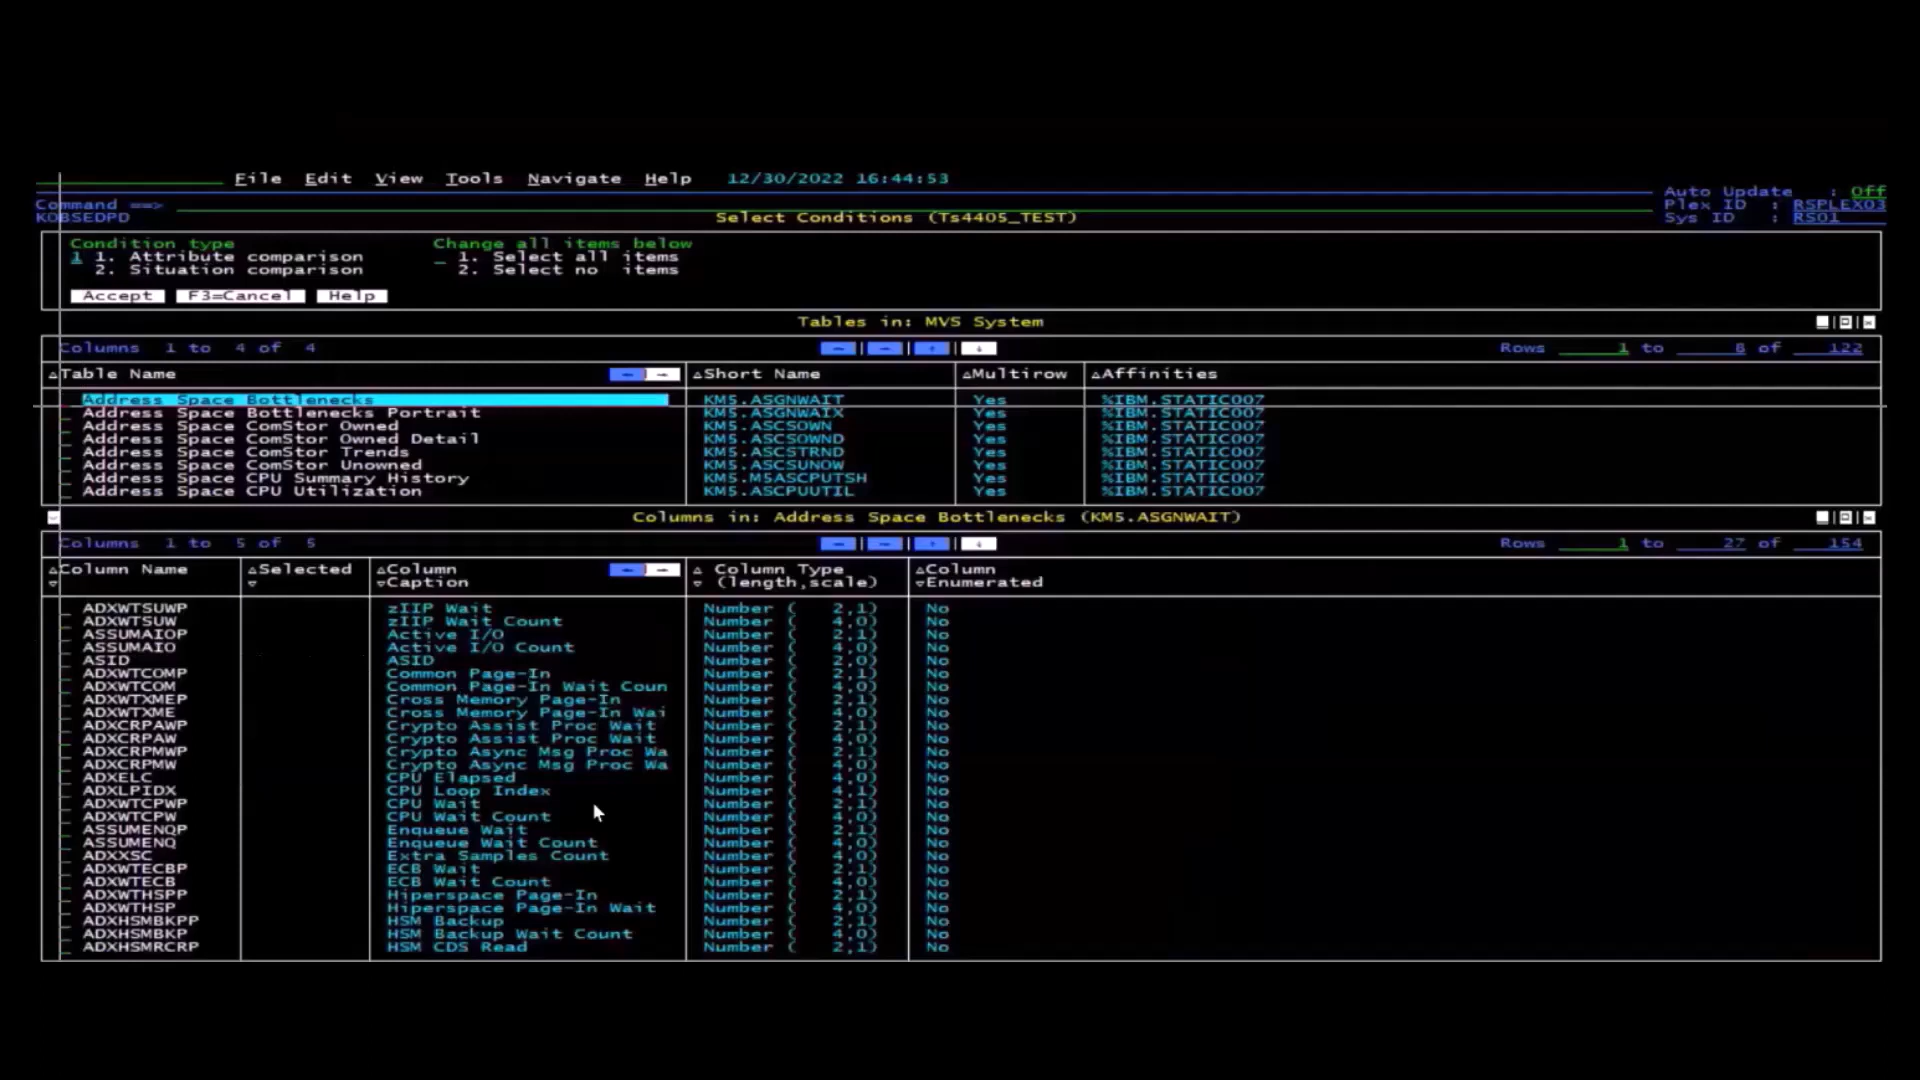 File Edit View Tools Navigate Help 12/30/2022 16:44:53
Auto Update : Off
Command ==> Plex ID : RSPLEX03
KOBSEDPD Select Conditions (Ts4405_TEST) Sys ID : RS01
Condition type Change all items below
1 1. Attribute comparison _ 1. Select all items
2. Situation comparison 2. Select no items
Accept F3=Cancel Help
Tables in: MVS System
Columns 1 to 4 of 4 Rows 1 to 8 of 122
Table Name Short Name Multirow Affinities
Address Space Bottlenecks KM5.ASGNWAIT Yes %IBM.STATIC007
Address Space Bottlenecks Portrait KM5.ASGNWAIX Yes %IBM.STATIC007
Address Space ComStor Owned KM5.ASCSOWN Yes %IBM.STATIC007
Address Space ComStor Owned Detail KM5.ASCSOWND Yes %IBM.STATIC007
Address Space ComStor Trends KM5.ASCSTRND Yes %IBM.STATIC007
Address Space ComStor Unowned KM5.ASCSUNOW Yes %IBM.STATIC007
Address Space CPU Summary History KM5.M5ASCPUTSH Yes %IBM.STATIC007
Address Space CPU Utilization KM5.ASCPUUTIL Yes %IBM.STATIC007
Columns in: Address Space Bottlenecks (KM5.ASGNWAIT)
Columns 1 to 5 of 5 Rows 1 to 27 of 154
Column Name Selected Column Column Type Column
Caption (length,scale) Enumerated
ADXWTSUWP zIIP Wait Number ( 2,1) No
ADXWTSUW zIIP Wait Count Number ( 4,0) No
ASSUMAIOP Active I/O Number ( 2,1) No
ASSUMAIO Active I/O Count Number ( 4,0) No
ASID ASID Number ( 2,0) No
ADXWTCOMP Common Page-In Number ( 2,1) No
ADXWTCOM Common Page-In Wait Coun Number ( 4,0) No
ADXWTXMEP Cross Memory Page-In Number ( 2,1) No
ADXWTXME Cross Memory Page-In Wai Number ( 4,0) No
ADXCRPAWP Crypto Assist Proc Wait Number ( 2,1) No
ADXCRPAW Crypto Assist Proc Wait Number ( 4,0) No
ADXCRPMWP Crypto Async Msg Proc Wa Number ( 2,1) No
ADXCRPMW Crypto Async Msg Proc Wa Number ( 4,0) No
ADXELC CPU Elapsed Number ( 4,0) No
ADXLPIDX CPU Loop Index Number ( 4,1) No
ADXWTCPWP CPU Wait Number ( 2,1) No
ADXWTCPW CPU Wait Count Number ( 4,0) No
ASSUMENQP Enqueue Wait Number ( 2,1) No
ASSUMENQ Enqueue Wait Count Number ( 4,0) No
ADXXSC Extra Samples Count Number ( 4,0) No
ADXWTECBP ECB Wait Number ( 2,1) No
ADXWTECB ECB Wait Count Number ( 4,0) No
ADXWTHSPP Hiperspace Page-In Number ( 2,1) No
ADXWTHSP Hiperspace Page-In Wait Number ( 4,0) No
ADXHSMBKPP HSM Backup Number ( 2,1) No
ADXHSMBKP HSM Backup Wait Count Number ( 4,0) No
ADXHSMRCRP HSM CDS Read Number ( 2,1) No